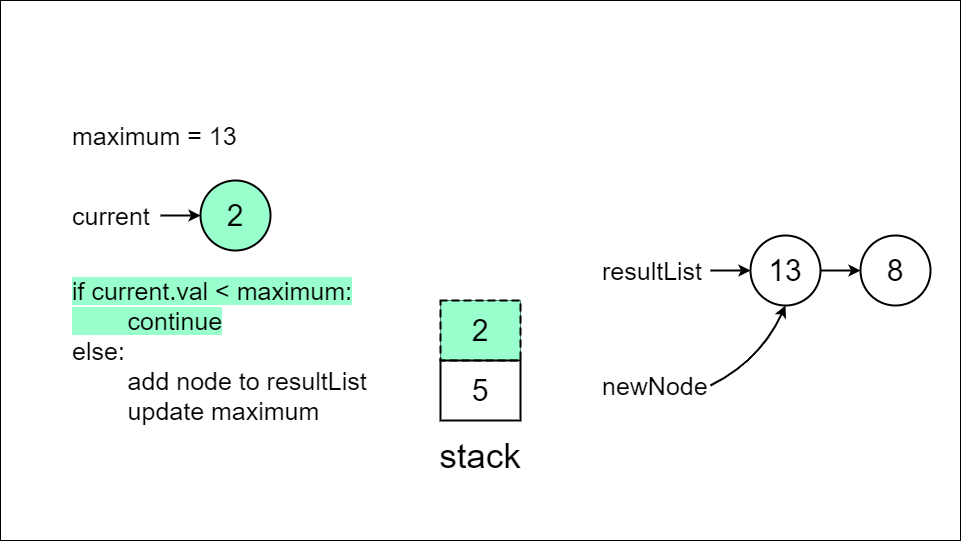 maximum = 13
current
2
if current.val < maximum:
continue
else:
add node to resultList
update maximum
2
5
stack
resultList
13
8
newNode